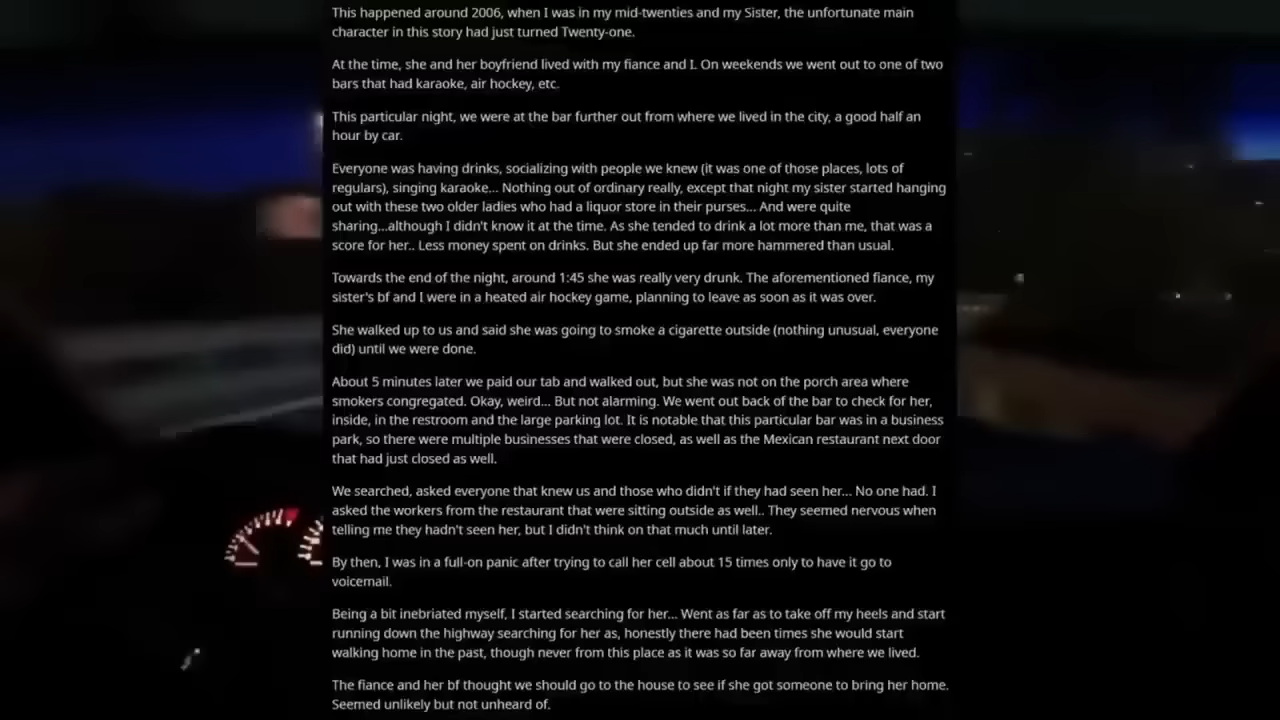 This happened around 2006, when I was in my mid-twenties and my Sister, the unfortunate main
character in this story had just turned Twenty-one.
At the time, she and her boyfriend lived with my fiance and I. On weekends we went out to one of two
bars that had karaoke, air hockey, etc.
This particular night, we were at the bar further out from where we lived in the city, a good half an
hour by car.
Everyone was having drinks, socializing with people we knew (it was one of those places, lots of
regulars), singing karaoke... Nothing out of ordinary really, except that night my sister started hanging
out with these two older ladies who had a liquor store in their purses... And were quite
sharing...although I didn't know it at the time. As she tended to drink a lot more than me, that was a
score for her.. Less money spent on drinks. But she ended up far more hammered than usual.
Towards the end of the night, around 1:45 she was really very drunk. The aforementioned fiance, my
sister's bf and I were in a heated air hockey game, planning to leave as soon as it was over.
She walked up to us and said she was going to smoke a cigarette outside (nothing unusual, everyone
did) until we were done.
About 5 minutes later we paid our tab and walked out, but she was not on the porch area where
smokers congregated. Okay, weird... But not alarming. We went out back of the bar to check for her,
inside, in the restroom and the large parking lot. It is notable that this particular bar was in a business
park, so there were multiple businesses that were closed, as well as the Mexican restaurant next door
that had just closed as well.
We searched, asked everyone that knew us and those who didn't if they had seen her... No one had. I
asked the workers from the restaurant that were sitting outside as well.. They seemed nervous when
telling me they hadn't seen her, but I didn't think on that much until later.
By then, I was in a full-on panic after trying to call her cell about 15 times only to have it go to
voicemail.
Being a bit inebriated myself, I started searching for her... Went as far as to take off my heels and start
running down the highway searching for her as, honestly there had been times she would start
walking home in the past, though never from this place as it was so far away from where we lived.
The fiance and her bf thought we should go to the house to see if she got someone to bring her home.
Seemed unlikely but not unheard of.